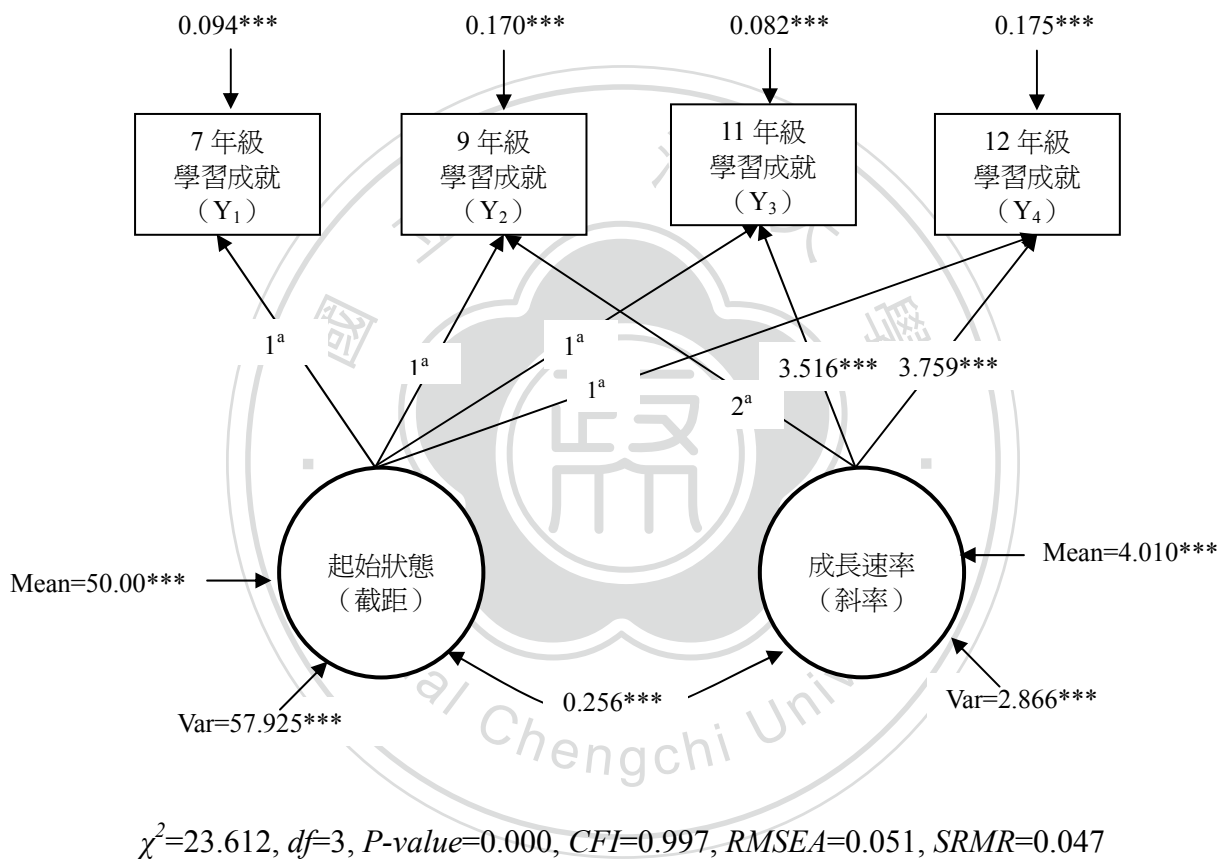 0.094***
0.170***
0.082***
0.175***
7 年級
學習成就
（Y₁）
9 年級
學習成就
（Y₂）
11 年級
學習成就
（Y₃）
12 年級
學習成就
（Y₄）
1ᵃ
1ᵃ
1ᵃ
1ᵃ
2ᵃ
3.516***
3.759***
起始狀態
（截距）
成長速率
（斜率）
Mean=50.00***
Mean=4.010***
Var=57.925***
0.256***
Var=2.866***
Chengchi
χ²=23.612, df=3, P-value=0.000, CFI=0.997, RMSEA=0.051, SRMR=0.047